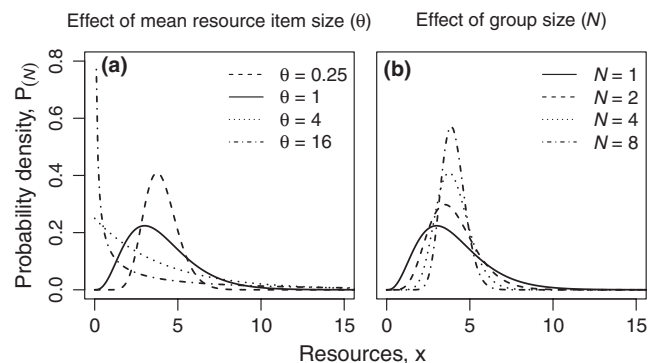 Effect of mean resource item size (θ)
Effect of group size (N)
Probability density, P(N)
0.8
0.6
0.4
0.2
0.0
(a)
θ = 0.25
θ = 1
θ = 4
θ = 16
(b)
N = 1
N = 2
N = 4
N = 8
0 5 10 15
0 5 10 15
Resources, x